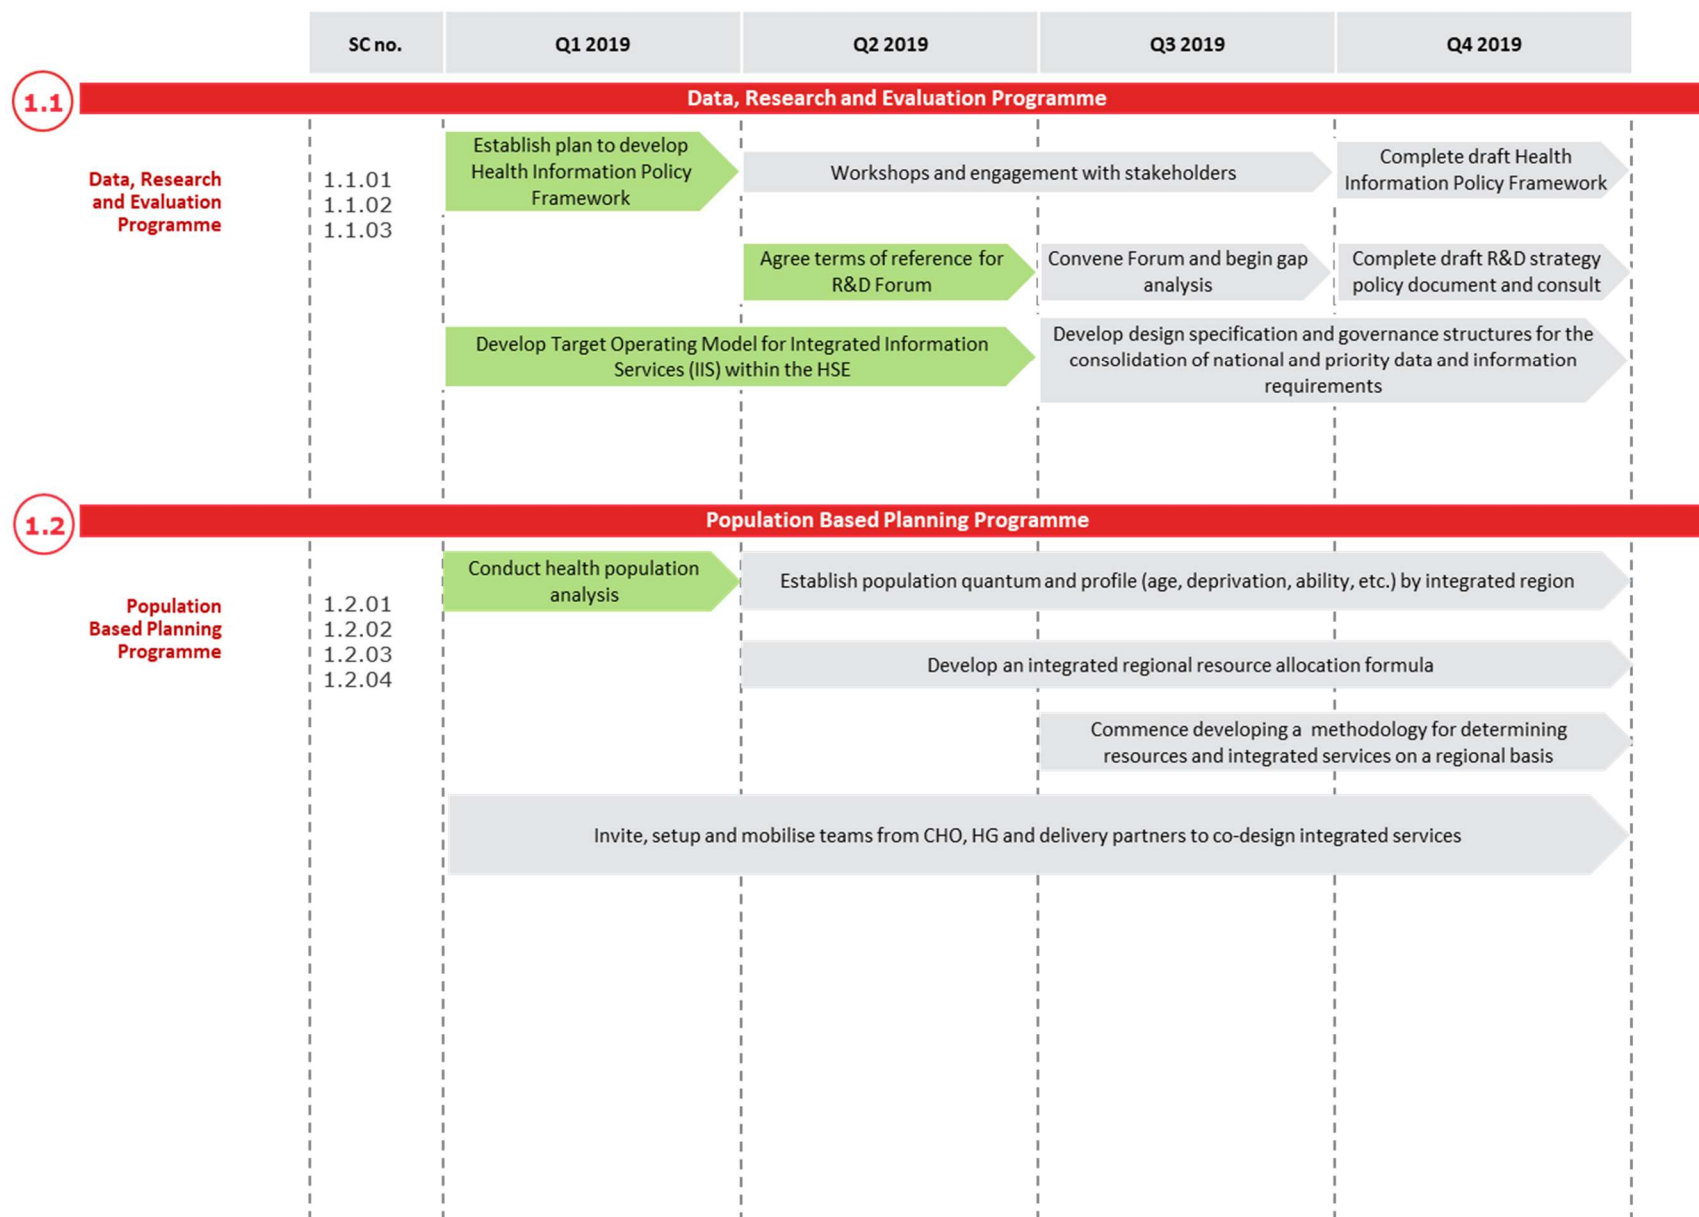 SC no.
Q1 2019
Q2 2019
Q3 2019
Q4 2019
1.1
Data, Research and Evaluation Programme
Data, Research
and Evaluation
Programme
1.1.01
1.1.02
1.1.03
Establish plan to develop
Health Information Policy
Framework
Workshops and engagement with stakeholders
Complete draft Health
Information Policy Framework
Agree terms of reference for
R&D Forum
Convene Forum and begin gap
analysis
Complete draft R&D strategy
policy document and consult
Develop Target Operating Model for Integrated Information
Services (IIS) within the HSE
Develop design specification and governance structures for the
consolidation of national and priority data and information
requirements
1.2
Population Based Planning Programme
Population
Based Planning
Programme
1.2.01
1.2.02
1.2.03
1.2.04
Conduct health population
analysis
Establish population quantum and profile (age, deprivation, ability, etc.) by integrated region
Develop an integrated regional resource allocation formula
Commence developing a methodology for determining
resources and integrated services on a regional basis
Invite, setup and mobilise teams from CHO, HG and delivery partners to co-design integrated services